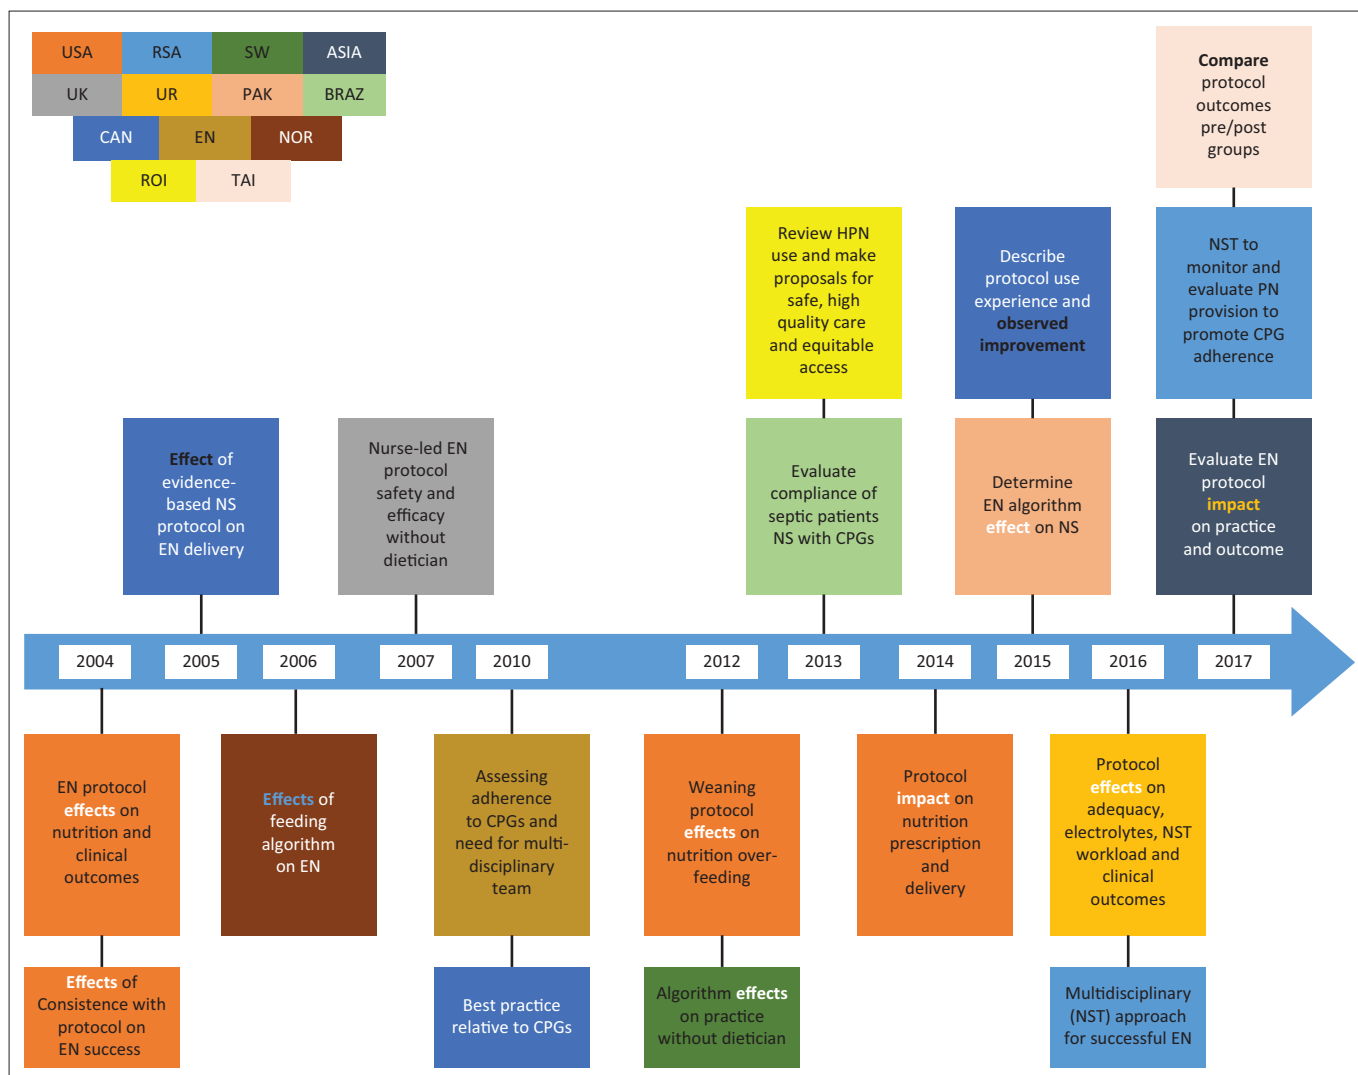 USA
RSA
SW
ASIA
UK
UR
PAK
BRAZ
CAN
EN
NOR
ROI
TAI
Compare
protocol
outcomes
pre/post
groups
Review HPN
use and make
proposals for
safe, high
quality care
and equitable
access
Describe
protocol use
experience and
observed
improvement
NST to
monitor and
evaluate PN
provision to
promote CPG
adherence
Effect of
evidence-
based NS
protocol on
EN delivery
Nurse-led EN
protocol
safety and
efficacy
without
dietician
Evaluate
compliance of
septic patients
NS with CPGs
Determine
EN algorithm
effect on NS
Evaluate EN
protocol
impact
on practice
and outcome
2004
2005
2006
2007
2010
2012
2013
2014
2015
2016
2017
EN protocol
effects on
nutrition and
clinical
outcomes
Effects of
feeding
algorithm
on EN
Assessing
adherence
to CPGs and
need for multi-
disciplinary
team
Weaning
protocol
effects on
nutrition over-
feeding
Protocol
impact on
nutrition
prescription
and
delivery
Protocol
effects on
adequacy,
electrolytes, NST
workload and
clinical
outcomes
Effects of
Consistence with
protocol on
EN success
Best practice
relative to CPGs
Algorithm effects
on practice
without dietician
Multidisciplinary
(NST) approach
for successful EN